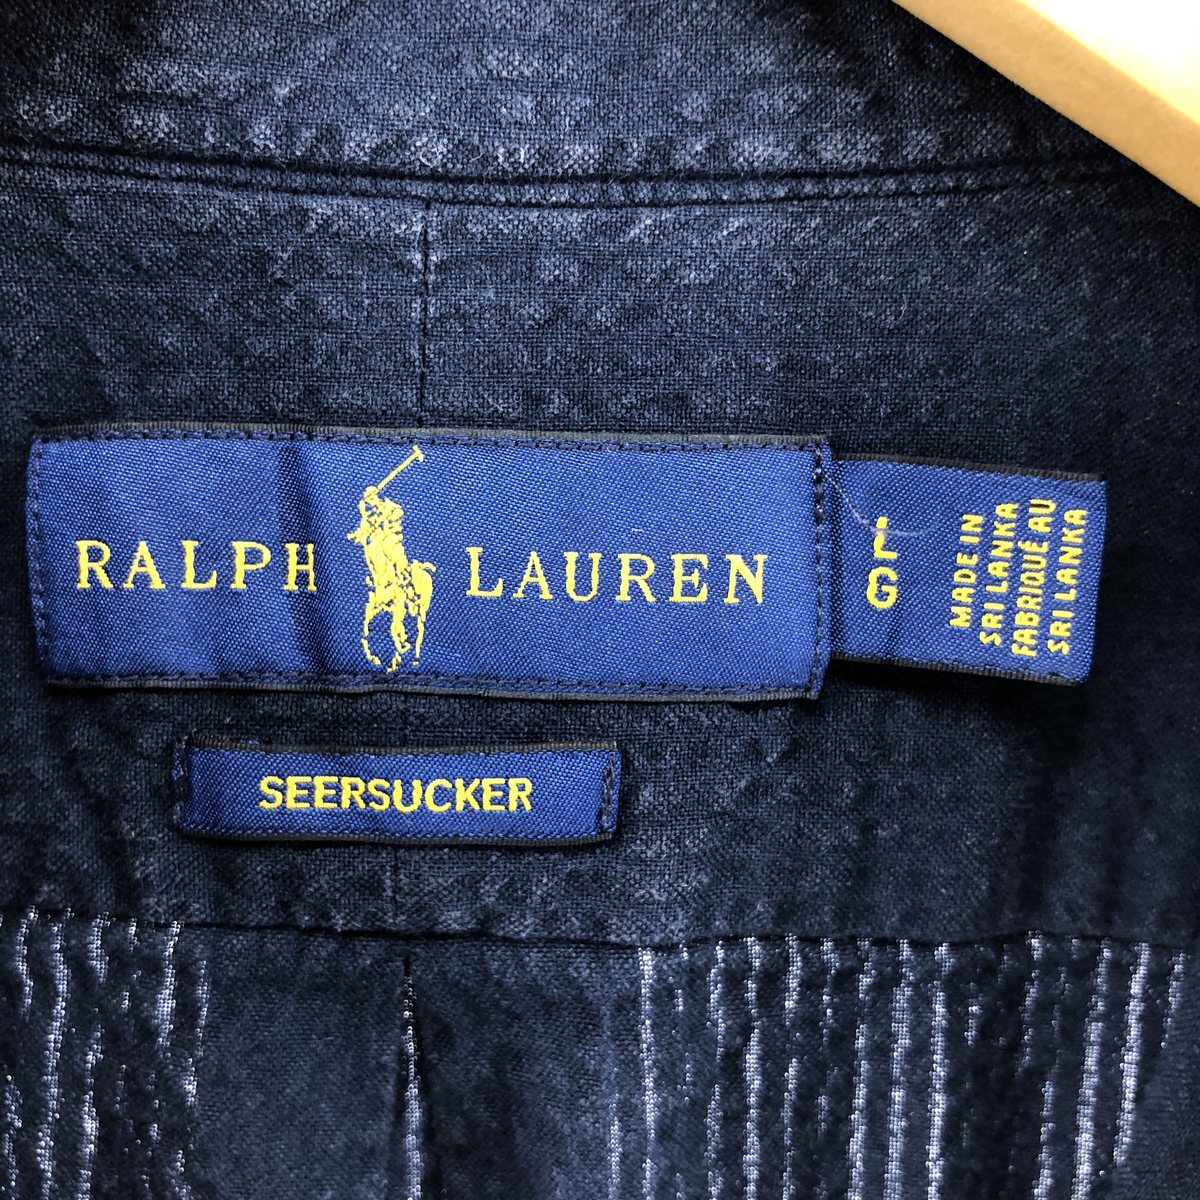 RALPH LAUREN
L
G
MADE IN
SRI LANKA
FABRIQUÉ AU
SRI LANKA
SEERSUCKER